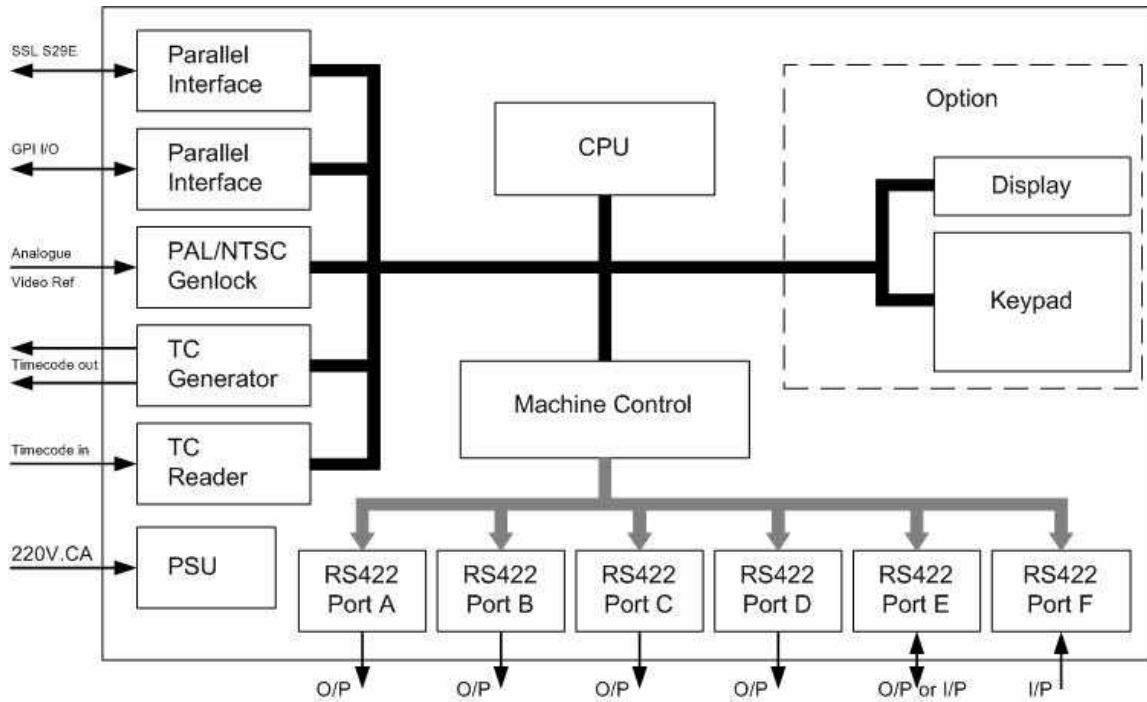 SSL S29E
Parallel
Interface
GPI I/O
Parallel
Interface
Analogue
Video Ref
PAL/NTSC
Genlock
Timecode out
TC
Generator
Timecode in
TC
Reader
220V.CA
PSU
CPU
Machine Control
Option
Display
Keypad
RS422
Port A
RS422
Port B
RS422
Port C
RS422
Port D
RS422
Port E
RS422
Port F
O/P
O/P
O/P
O/P
O/P or I/P
I/P